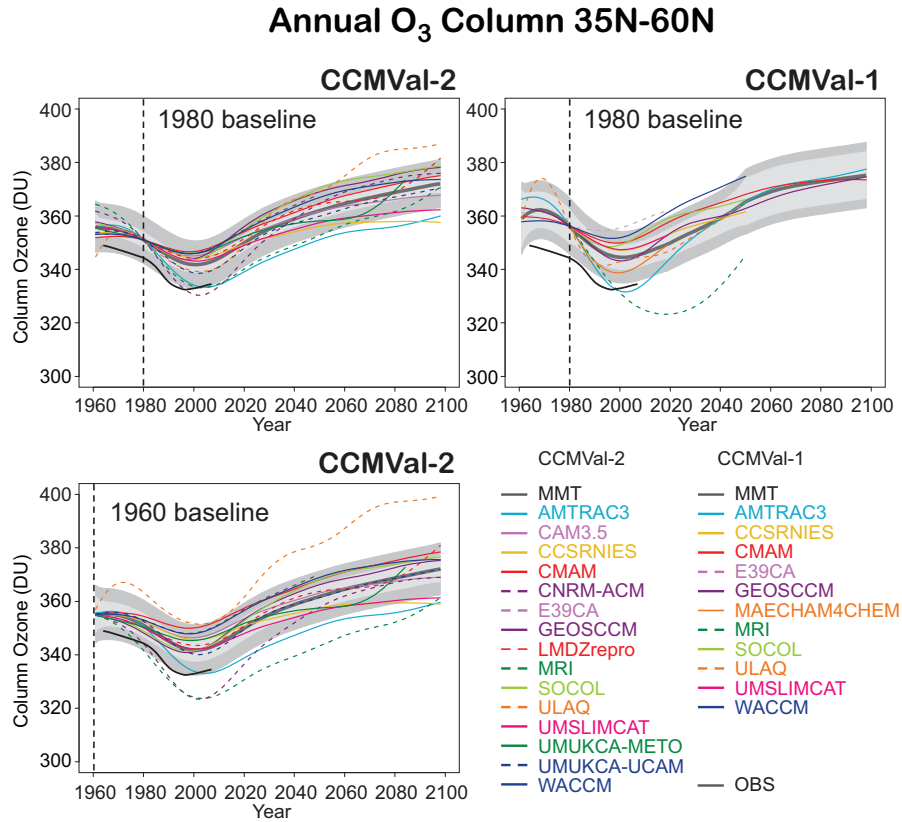 Annual O3 Column 35N-60N
CCMVal-2
1980 baseline
Column Ozone (DU)
400
380
360
340
320
300
1960 1980 2000 2020 2040 2060 2080 2100
Year
CCMVal-1
1980 baseline
400
380
360
340
320
300
1960 1980 2000 2020 2040 2060 2080 2100
Year
CCMVal-2
1960 baseline
Column Ozone (DU)
400
380
360
340
320
300
1960 1980 2000 2020 2040 2060 2080 2100
Year
CCMVal-2
MMT
AMTRAC3
CAM3.5
CCSRNIES
CMAM
CNRM-ACM
E39CA
GEOSCCM
LMDZrepro
MRI
SOCOL
ULAQ
UMSLIMCAT
UMUKCA-METO
UMUKCA-UCAM
WACCM
CCMVal-1
MMT
AMTRAC3
CCSRNIES
CMAM
E39CA
GEOSCCM
MAECHAM4CHEM
MRI
SOCOL
ULAQ
UMSLIMCAT
WACCM
OBS